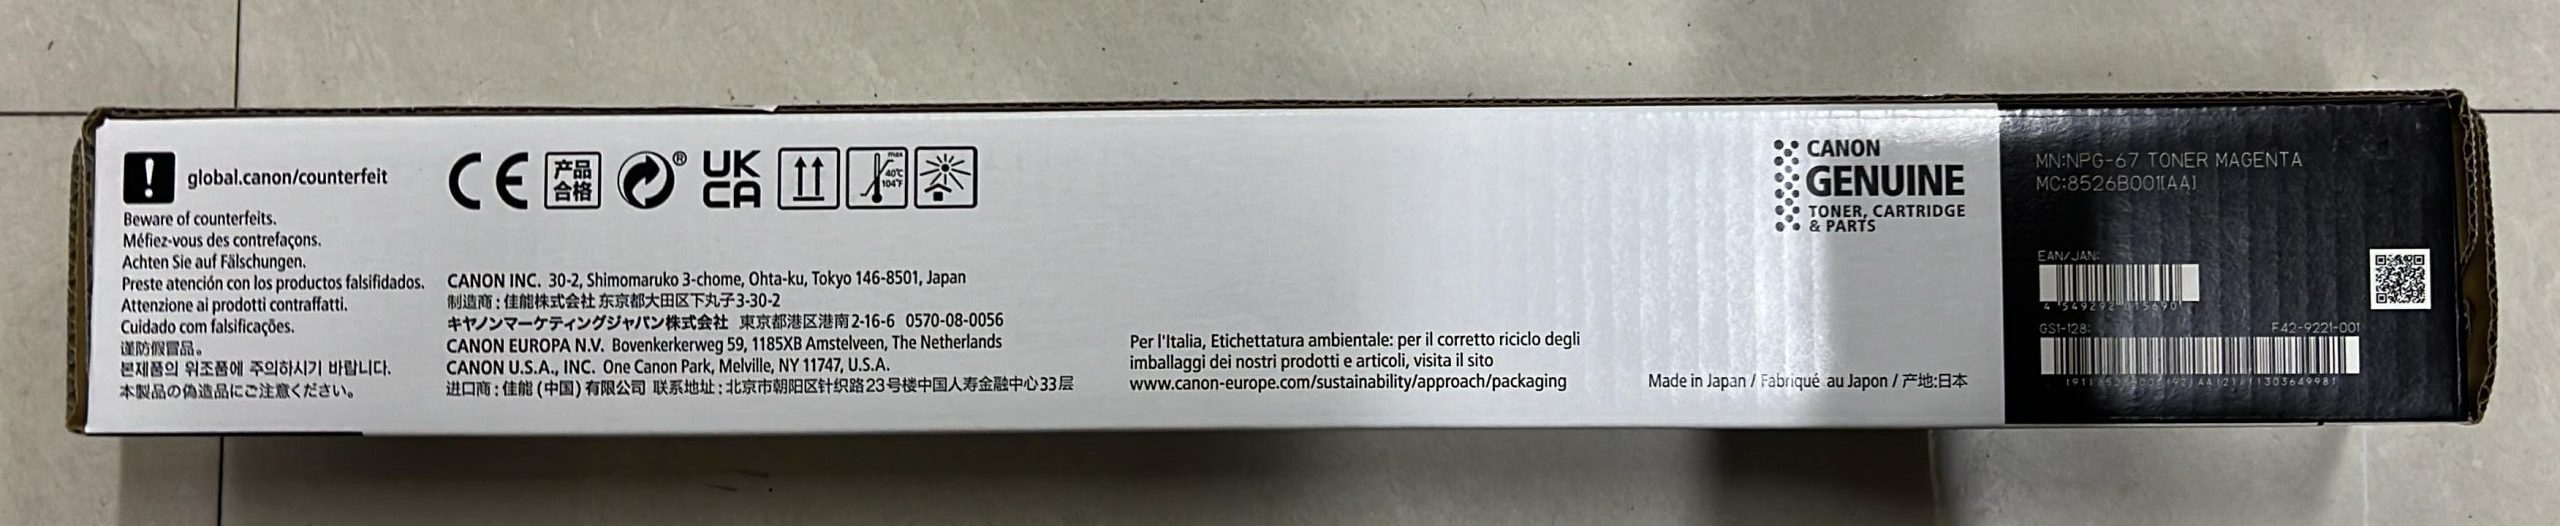 global.canon/counterfeit
Beware of counterfeits.
Méfiez-vous des contrefaçons.
Achten Sie auf Fälschungen.
Preste atención con los productos falsifidados.
Attenzione ai prodotti contraffatti.
Cuidado com falsificações.
谨防假冒品。
본제품의 위조품에 주의하시기 바랍니다.
本製品の偽造品にご注意ください。
CE
产品
合格
®
UK
CA
max
40℃
104°F
CANON INC. 30-2, Shimomaruko 3-chome, Ohta-ku, Tokyo 146-8501, Japan
制造商：佳能株式会社 东京都大田区下丸子3-30-2
キヤノンマーケティングジャパン株式会社 東京都港区港南2-16-6 0570-08-0056
CANON EUROPA N.V. Bovenkerkerweg 59, 1185XB Amstelveen, The Netherlands
CANON U.S.A., INC. One Canon Park, Melville, NY 11747, U.S.A.
进口商：佳能 (中国) 有限公司 联系地址：北京市朝阳区针织路23号楼中国人寿金融中心33层
Per l'Italia, Etichettatura ambientale: per il corretto riciclo degli
imballaggi dei nostri prodotti e articoli, visita il sito
www.canon-europe.com/sustainability/approach/packaging
CANON
GENUINE
TONER, CARTRIDGE
& PARTS
Made in Japan / Fabriqué au Japon / 产地:日本
MN:NPG-67 TONER MAGENTA
MC:8526B001[AA]
EAN/JAN:
GS1-128: F42-9221-001